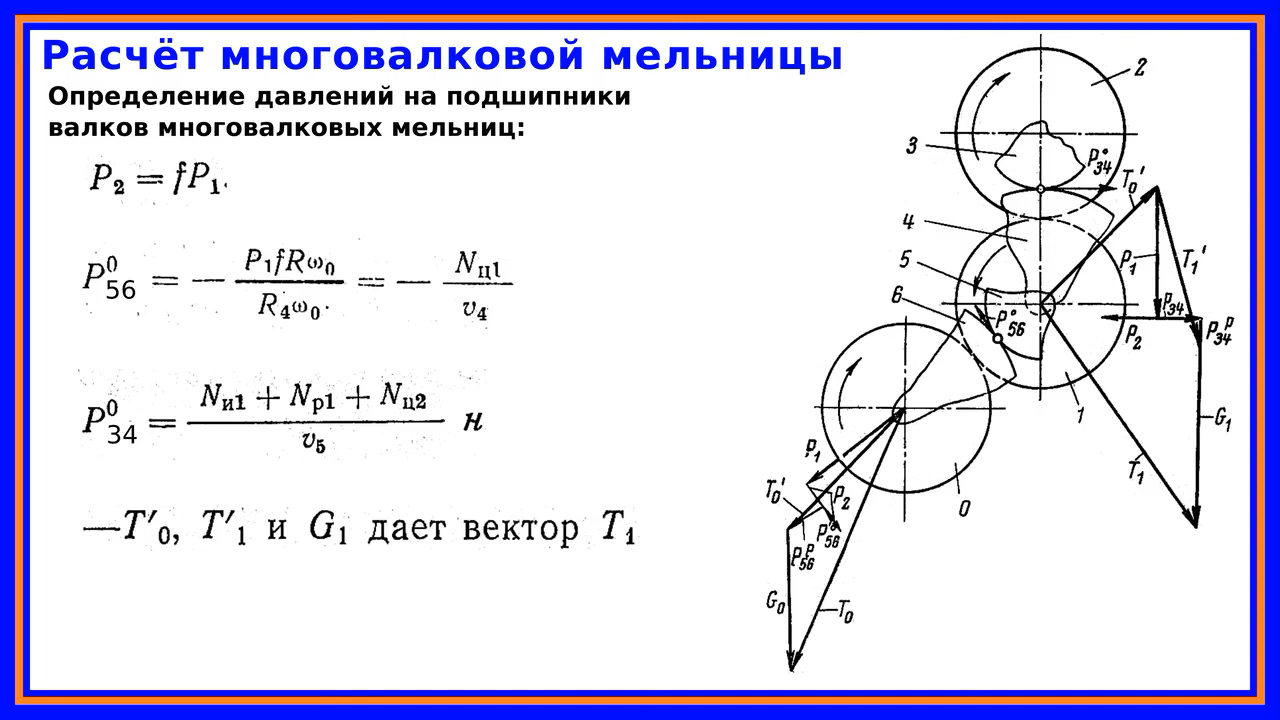 Расчёт многовалковой мельницы
Определение давлений на подшипники
валков многовалковых мельниц:
P₂ = fP₁.
P⁰₅₆ = — P₁fRω₀ / R₄ω₀. = — Nц1 / v₄
P⁰₃₄ = Nи1 + Nр1 + Nц2 / v₅ н
—T′₀, T′₁ и G₁ дает вектор T₁
2
3
P°₃₄
T₀′
4
P₁
T₁′
5
6
P₃₄
P°₅₆
P₂
Pᵖ₃₄
1
G₁
P₁
T₁
T₀′
P₂
0
P°₅₆
Pᵖ₅₆
G₀
T₀